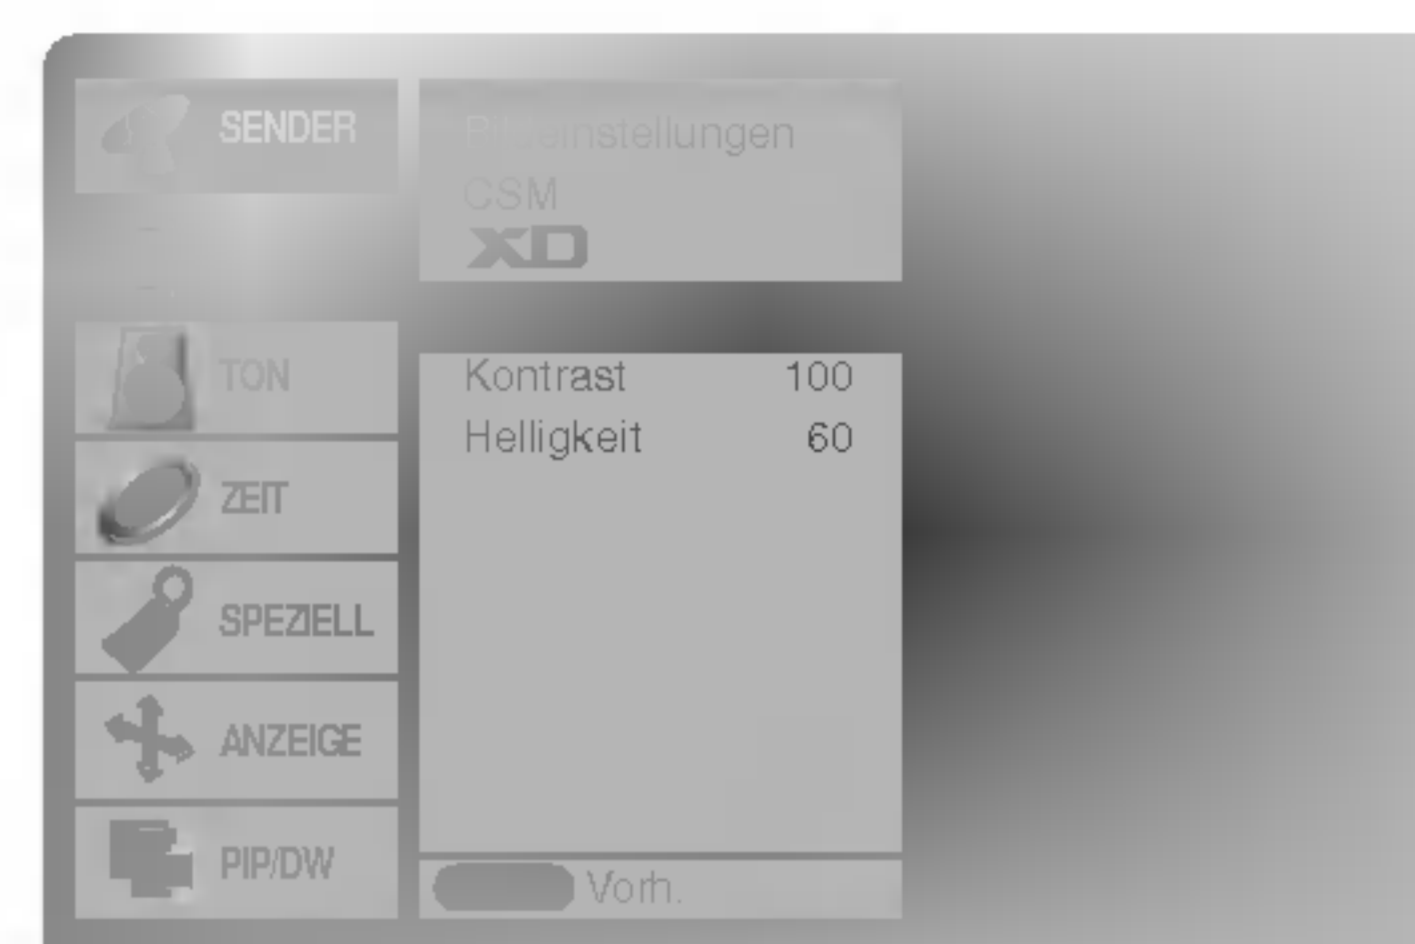 SENDER
TON
ZEIT
SPEZIELL
ANZEIGE
PIP/DW
Bildeinstellungen
CSM
XD
Kontrast 100
Helligkeit 60
Vorh.